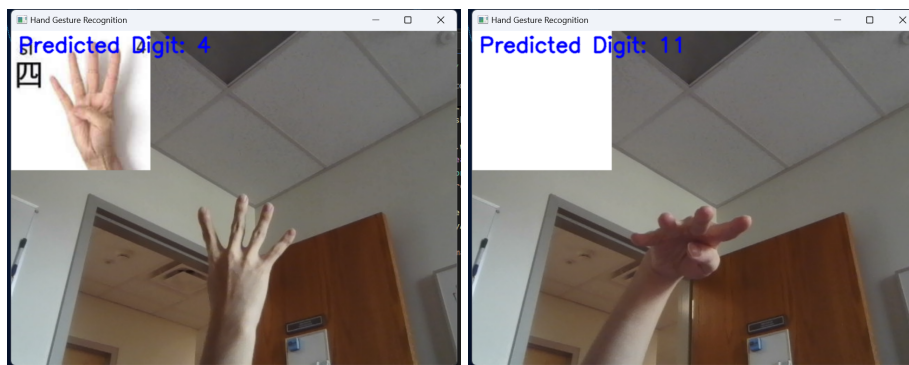 Hand Gesture Recognition
Predicted Digit: 4
四
Hand Gesture Recognition
Predicted Digit: 11